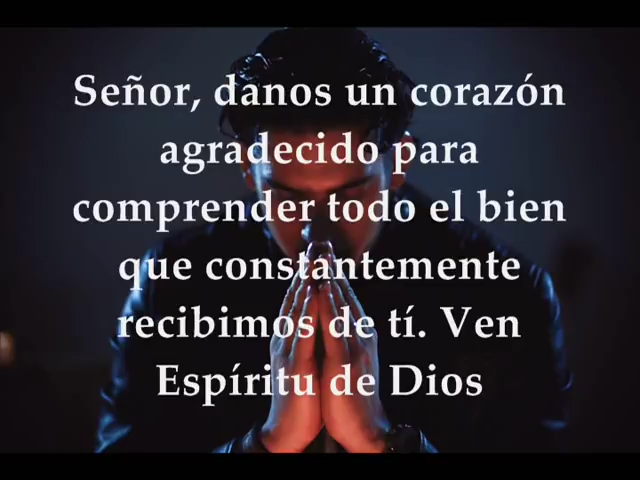 Señor, danos un corazón
agradecido para
comprender todo el bien
que constantemente
recibimos de tí. Ven
Espíritu de Dios